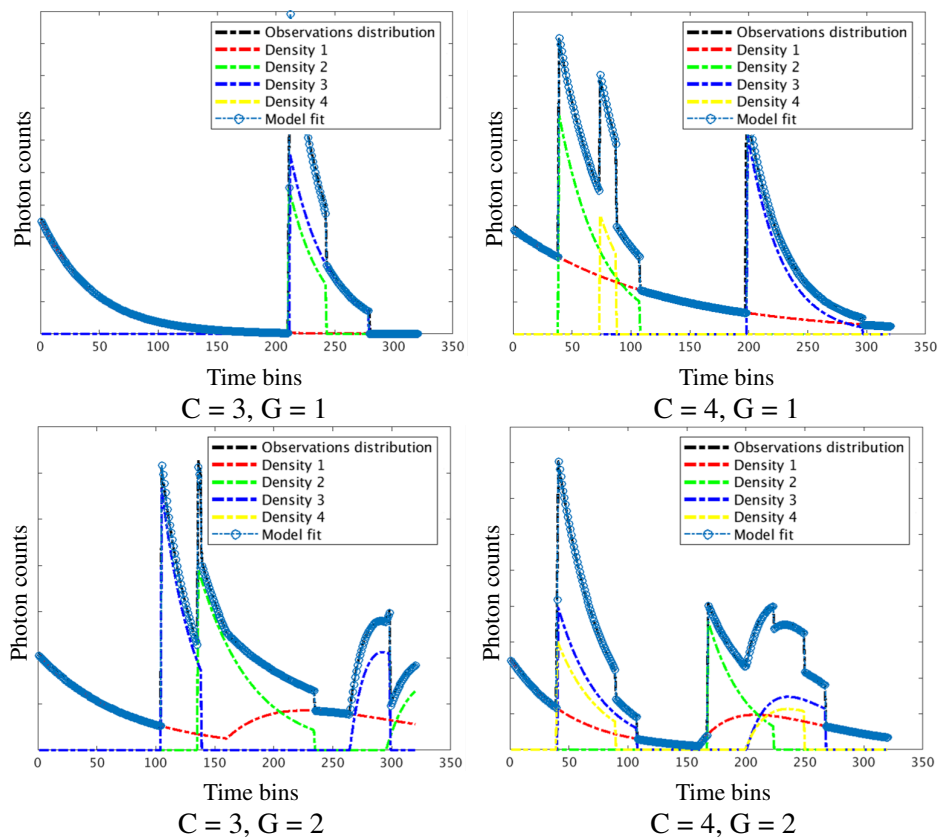 Observations distribution
Density 1
Density 2
Density 3
Density 4
Model fit
Photon counts
0 50 100 150 200 250 300 350
Time bins
C = 3, G = 1
Observations distribution
Density 1
Density 2
Density 3
Density 4
Model fit
Photon counts
0 50 100 150 200 250 300 350
Time bins
C = 4, G = 1
Observations distribution
Density 1
Density 2
Density 3
Density 4
Model fit
Photon counts
0 50 100 150 200 250 300 350
Time bins
C = 3, G = 2
Observations distribution
Density 1
Density 2
Density 3
Density 4
Model fit
Photon counts
0 50 100 150 200 250 300 350
Time bins
C = 4, G = 2